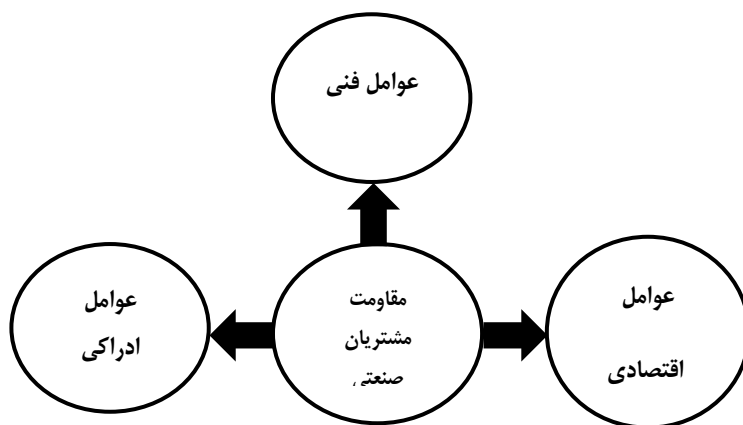 عوامل فنی
عوامل
اقتصادی
مقاومت
مشتریان
صنعتی
عوامل
ادراکی